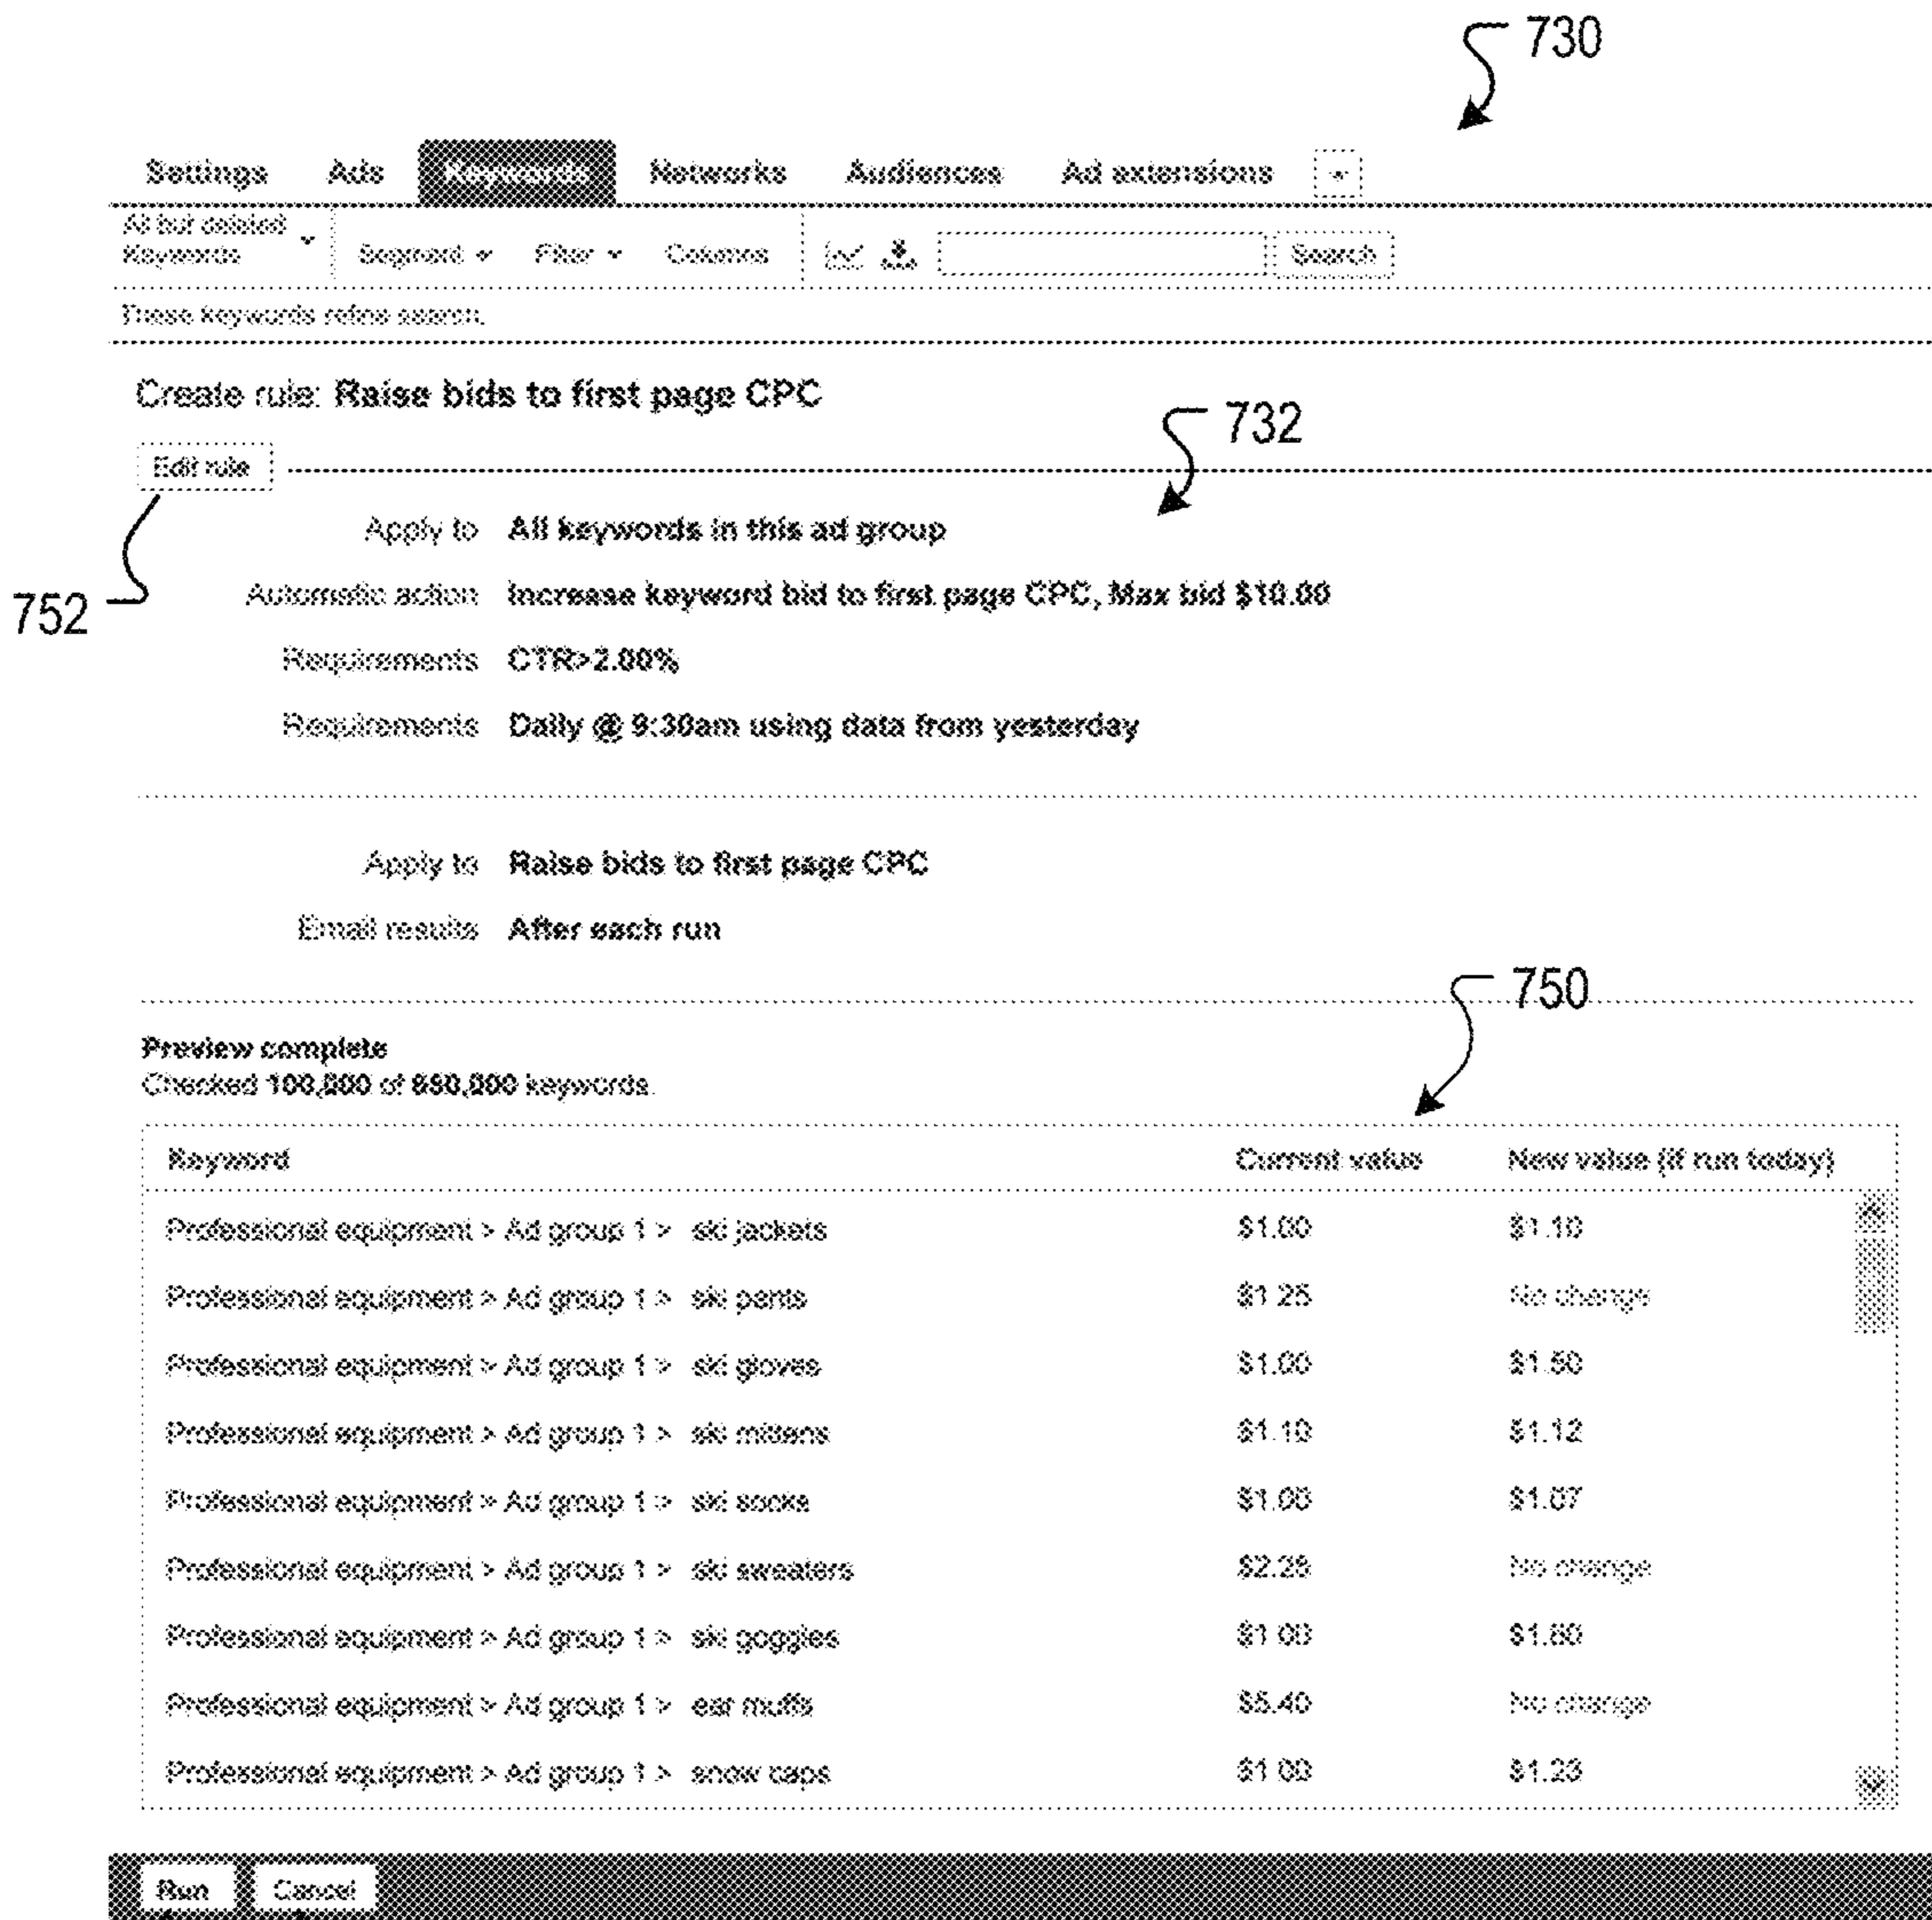 730
Settings Ads Keywords Networks Audiences Ad extensions
All but deleted
Keywords Segment Filter Columns Search
These keywords refine search.
Create rule: Raise bids to first page CPC
732
Edit rule
Apply to All keywords in this ad group
752
Automatic action Increase keyword bid to first page CPC, Max bid $10.00
Requirements CTR>2.00%
Requirements Daily @ 9:30am using data from yesterday
Apply to Raise bids to first page CPC
Email results After each run
750
Preview complete
Checked 100,000 of keywords.
Keyword Current value New value (if run today)
Professional equipment > Ad group 1 > ski jackets $1.00 $1.10
Professional equipment > Ad group 1 > ski pants $1.25 No change
Professional equipment > Ad group 1 > ski gloves $1.00 $1.50
Professional equipment > Ad group 1 > ski mittens $1.10 $1.12
Professional equipment > Ad group 1 > ski socks $1.00 $1.07
Professional equipment > Ad group 1 > ski sweaters No change
Professional equipment > Ad group 1 > ski goggles $1.00
Professional equipment > Ad group 1 > ear muffs $5.40 No change
Professional equipment > Ad group 1 > snow caps $1.00 $1.23
Run Cancel